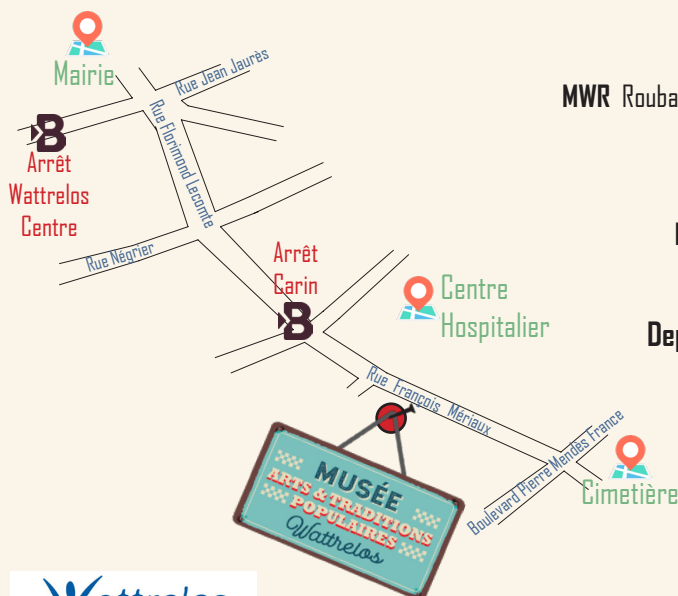 Mairie
Rue Jean Jaurès
MWR Rouba
Rue Florimond Lecomte
Arrêt
Wattrelos
Centre
Rue Négrier
Arrêt
Carin
Centre
Hospitalier
Dep
Rue François Mériaux
Boulevard Pierre Mendès France
Cimetière
MUSÉE
ARTS & TRADITIONS
POPULAIRES
Wattrelos
Wattrelos